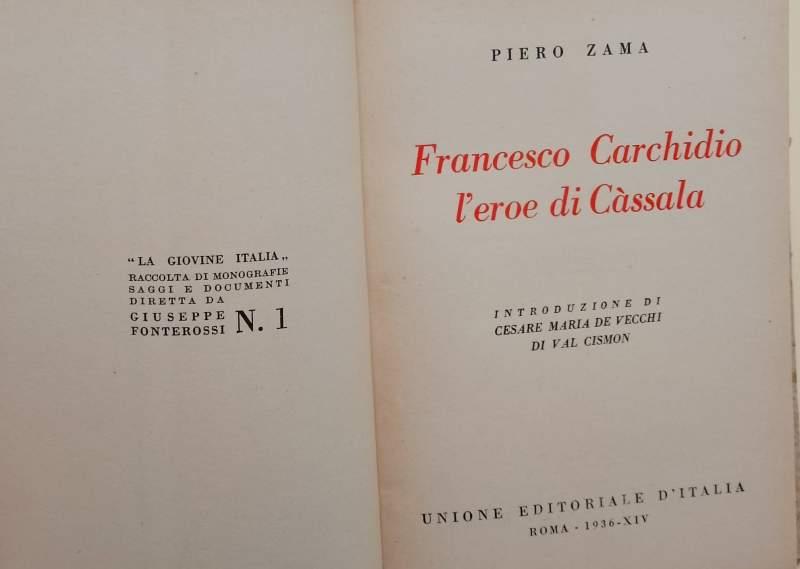 "LA GIOVINE ITALIA„
RACCOLTA DI MONOGRAFIE
SAGGI E DOCUMENTI
DIRETTA DA
GIUSEPPE
FONTEROSSI N. 1
PIERO ZAMA
Francesco Carchidio
l'eroe di Càssala
INTRODUZIONE DI
CESARE MARIA DE VECCHI
DI VAL CISMON
UNIONE EDITORIALE D'ITALIA
ROMA - 1936-XIV